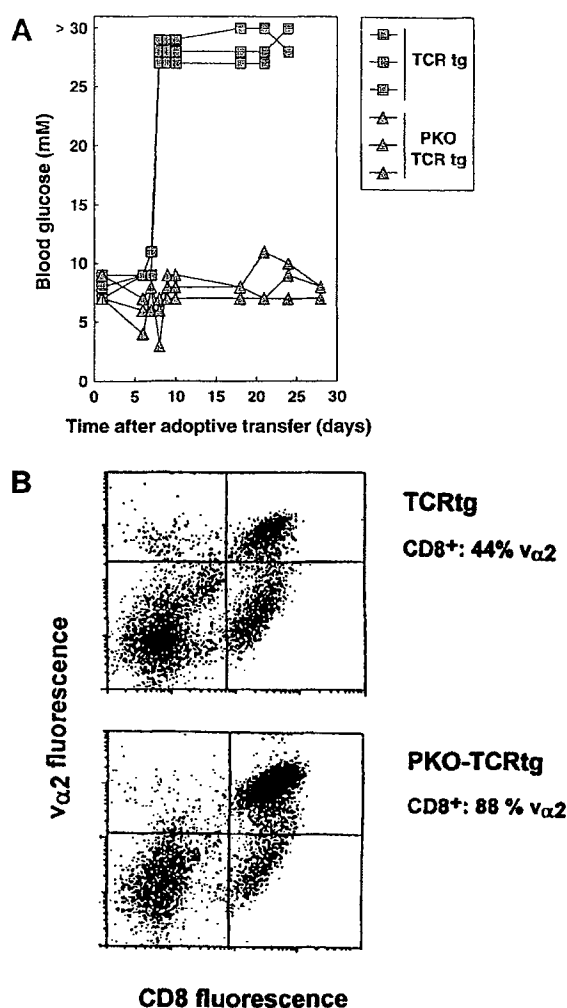 A
> 30
25
20
15
10
5
0
Blood glucose (mM)
0 5 10 15 20 25 30
Time after adoptive transfer (days)
TCR tg
PKO
TCR tg
B
TCRtg
CD8+: 44% Vα2
PKO-TCRtg
CD8+: 88 % Vα2
Vα2 fluorescence
CD8 fluorescence